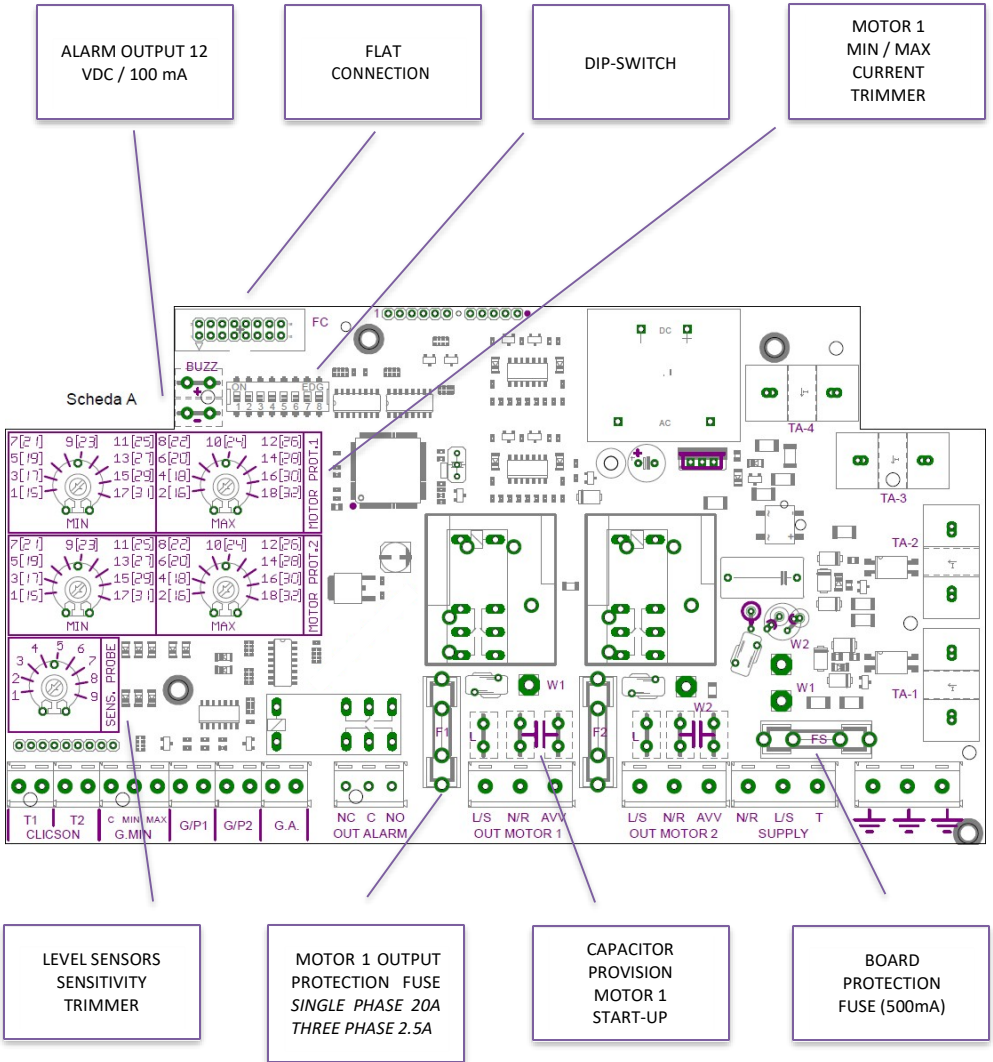 ALARM OUTPUT 12
VDC / 100 mA
FLAT
CONNECTION
DIP-SWITCH
MOTOR 1
MIN / MAX
CURRENT
TRIMMER
FC
1
BUZZ
+
-
ON EDG
1 2 3 4 5 6 7 8
Scheda A
DC
AC
TA-4
TA-3
TA-2
TA-1
7[21] 9[23] 11[25]
5[19] 13[27]
3[17] 15[29]
1[15] 17[31]
MIN
8[22] 10[24] 12[26]
6[20] 14[28]
4[18] 16[30]
2[16] 18[32]
MAX
MOTOR PROT.1
7[21] 9[23] 11[25]
5[19] 13[27]
3[17] 15[29]
1[15] 17[31]
MIN
8[22] 10[24] 12[26]
6[20] 14[28]
4[18] 16[30]
2[16] 18[32]
MAX
MOTOR PROT.2
1 2 3 4 5 6 7 8 9
SENS. PROBE
W1
W2
W2
W1
F1
L
F2
L
FS
T1 T2
CLICSON
C MIN MAX
G.MIN
G/P1
G/P2
G.A.
NC C NO
OUT ALARM
L/S N/R AVV
OUT MOTOR 1
L/S N/R AVV
OUT MOTOR 2
N/R L/S T
SUPPLY
LEVEL SENSORS
SENSITIVITY
TRIMMER
MOTOR 1 OUTPUT
PROTECTION FUSE
SINGLE PHASE 20A
THREE PHASE 2.5A
CAPACITOR
PROVISION
MOTOR 1
START-UP
BOARD
PROTECTION
FUSE (500mA)